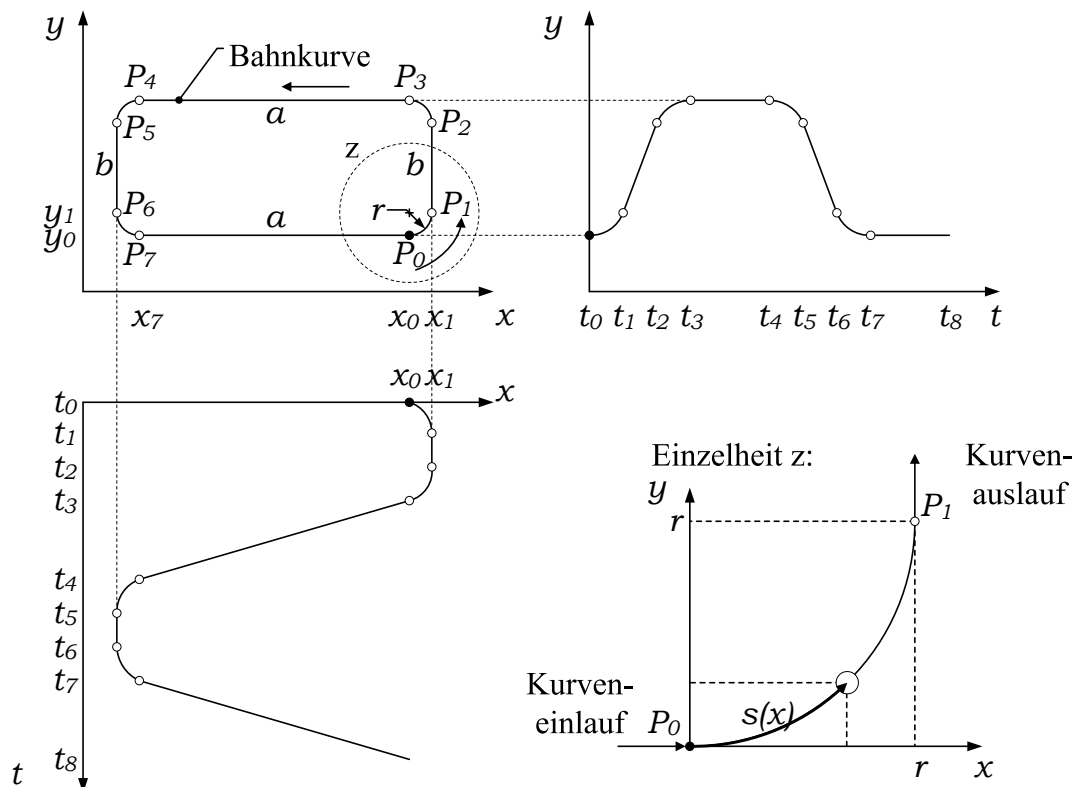 y
Bahnkurve
P4
P3
a
P5
P2
b
z
b
P6
r
P1
y1
y0
a
P7
P0
x7
x0 x1
x
y
t0 t1 t2 t3 t4 t5 t6 t7 t8 t
x0 x1 x
t0
t1
t2
t3
t4
t5
t6
t7
t8
t
Einzelheit z:
Kurven-
auslauf
y
r
P1
Kurven-
einlauf
P0
s(x)
r
x